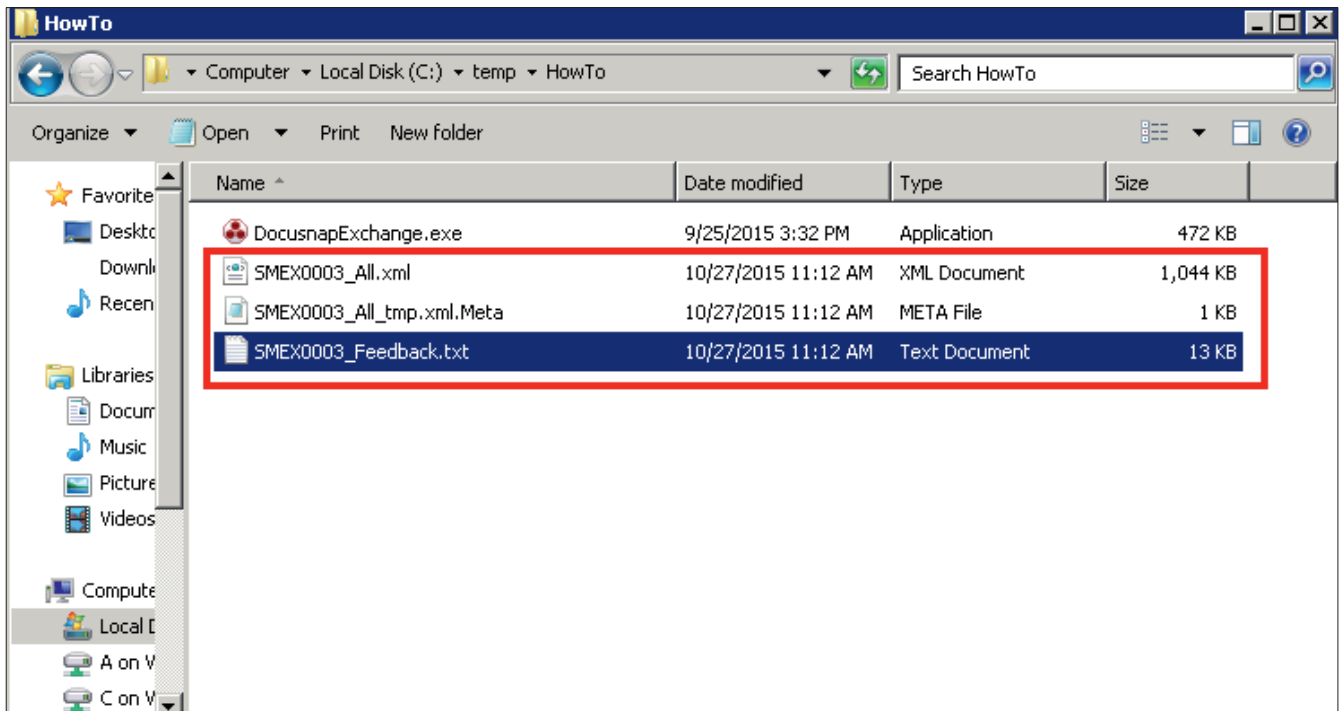 HowTo
Computer Local Disk (C:) temp HowTo Search HowTo
Organize Open Print New folder
Name Date modified Type Size
DocusnapExchange.exe 9/25/2015 3:32 PM Application 472 KB
SMEX0003_All.xml 10/27/2015 11:12 AM XML Document 1,044 KB
SMEX0003_All_tmp.xml.Meta 10/27/2015 11:12 AM META File 1 KB
SMEX0003_Feedback.txt 10/27/2015 11:12 AM Text Document 13 KB
Favorite
Deskto
Downl
Recen
Libraries
Docum
Music
Picture
Videos
Compute
Local D
A on V
C on V